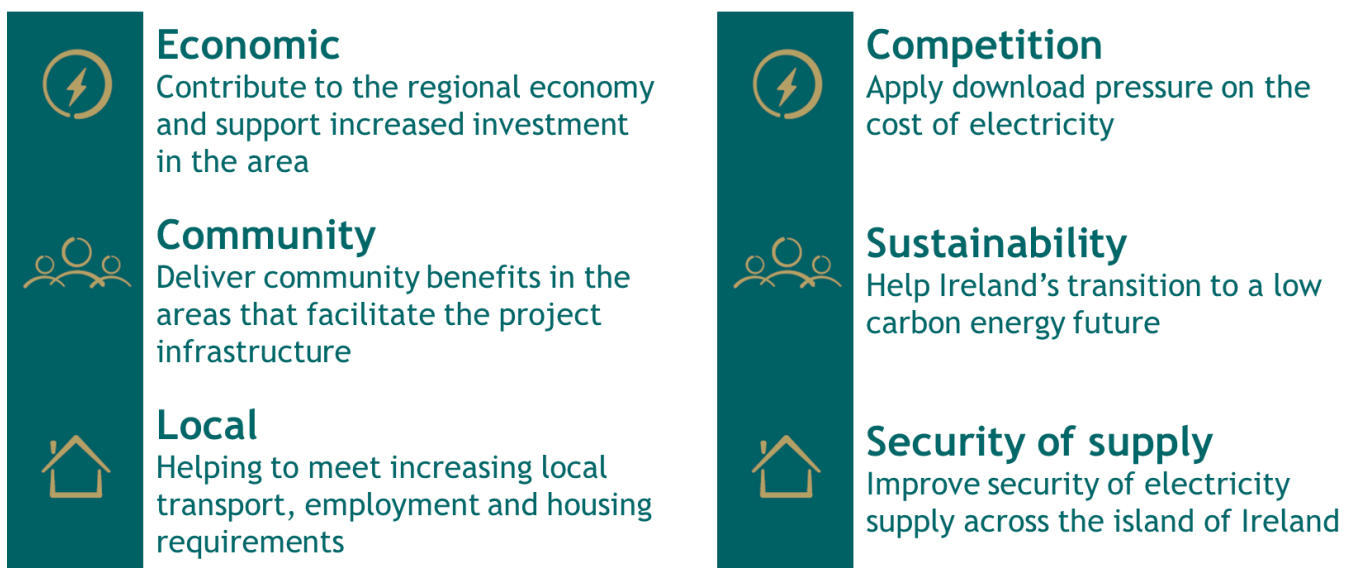 Economic
Contribute to the regional economy
and support increased investment
in the area
Community
Deliver community benefits in the
areas that facilitate the project
infrastructure
Local
Helping to meet increasing local
transport, employment and housing
requirements
Competition
Apply download pressure on the
cost of electricity
Sustainability
Help Ireland’s transition to a low
carbon energy future
Security of supply
Improve security of electricity
supply across the island of Ireland